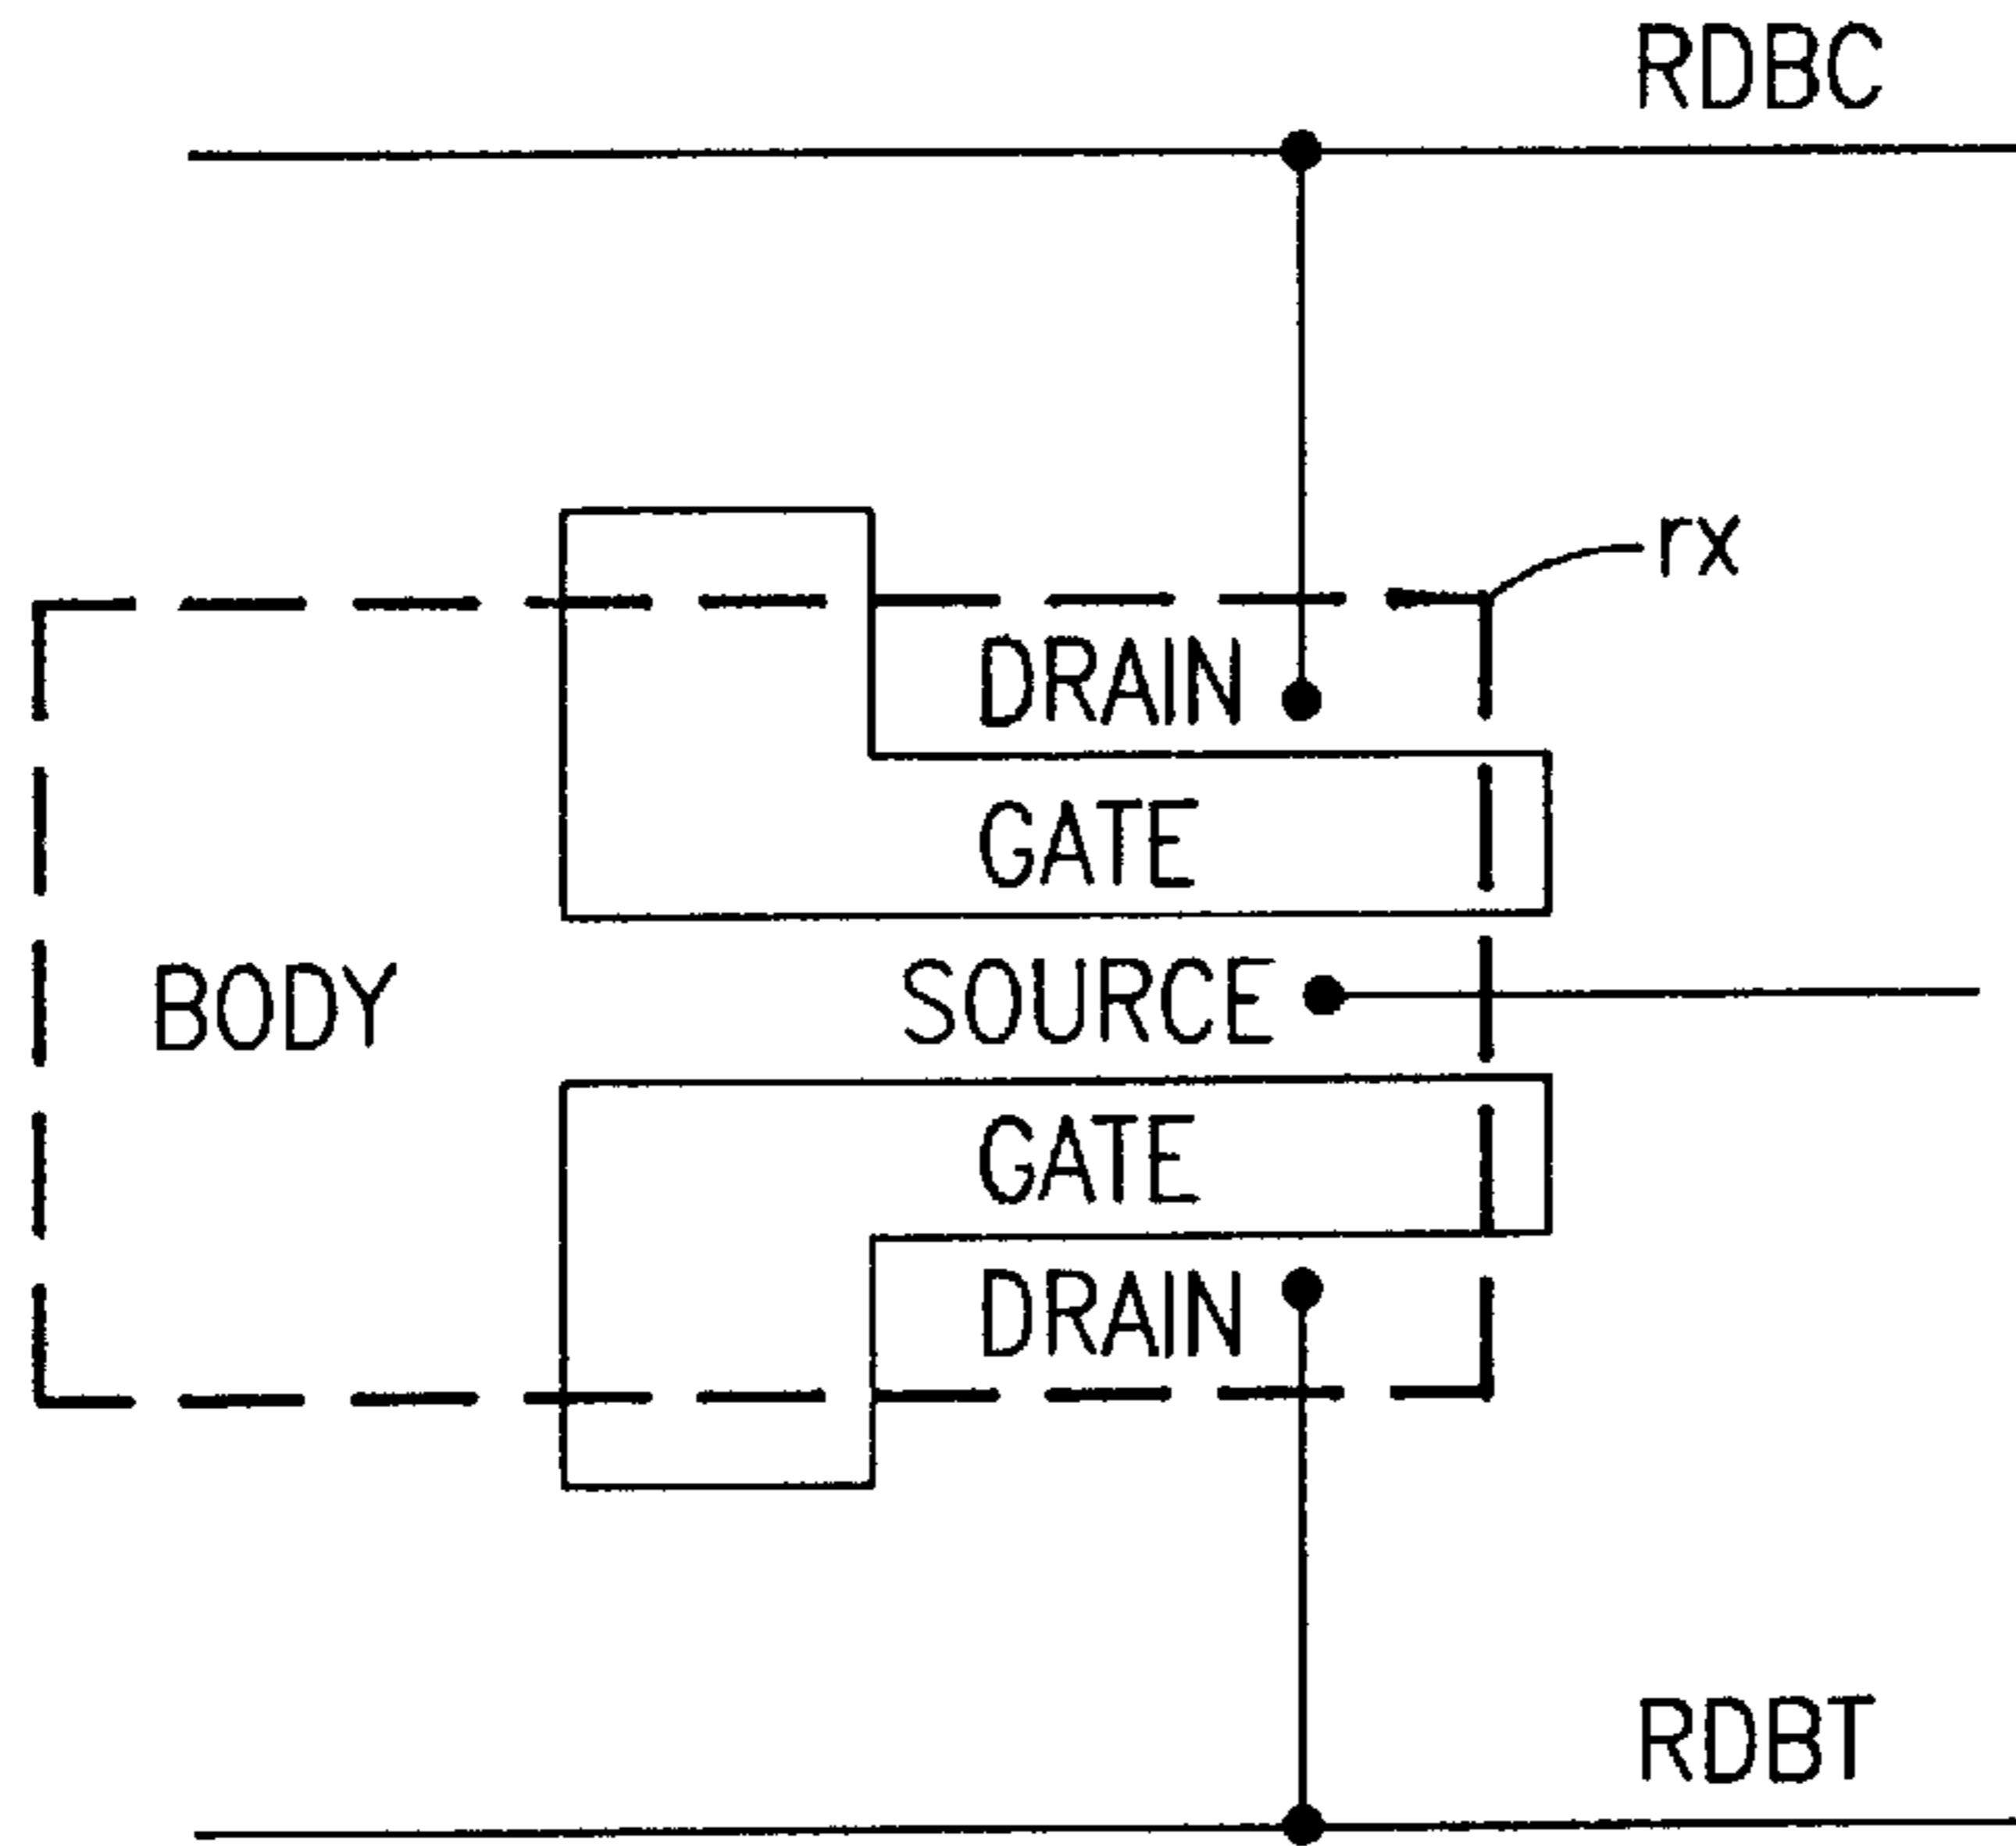 RDBC
rx
DRAIN
GATE
BODY
SOURCE
GATE
DRAIN
RDBT